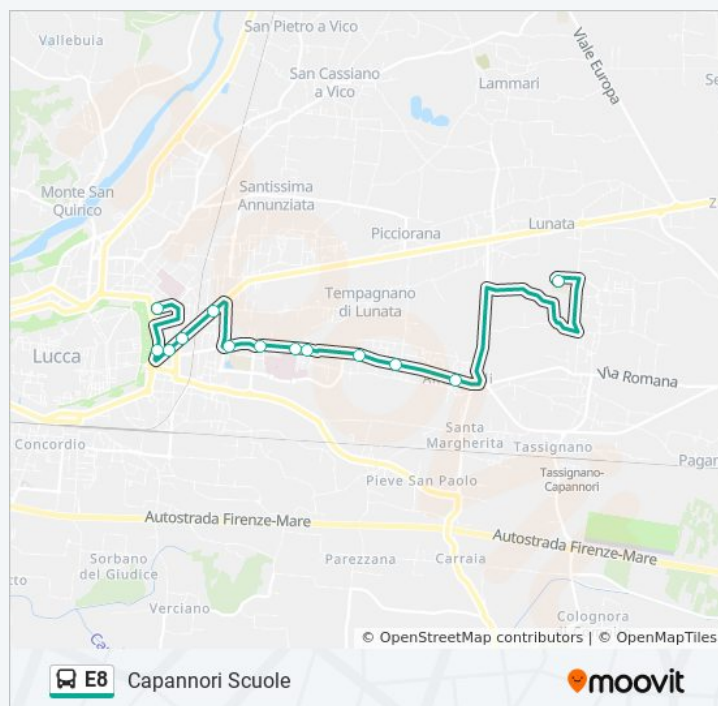 San Pietro a Vico
Vallebuia
Viale Europa
San Cassiano
a Vico
Lammari
Se
Monte San
Quirico
Santissima
Annunziata
Z
Lunata
Picciorana
Tempagnano
di Lunata
Lucca
Via Romana
Santa
Margherita
Concordio
Tassignano
Pagan
Tassignano-
Capannori
Pieve San Paolo
Autostrada Firenze-Mare
Autostrada Firenze-Mare
Sorbano
del Giudice
Parezzana
Carraia
tto
Verciano
Colognora
© OpenStreetMap contributors | © OpenMapTiles
E8 Capannori Scuole
moovit